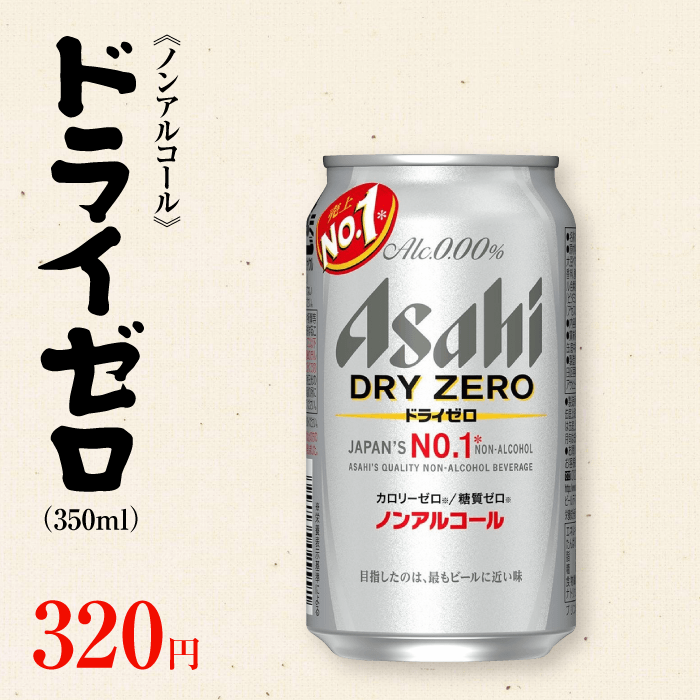 《ノンアルコール》
ドライゼロ
(350ml)
320円
売上
NO.1*
Alc.0.00%
Asahi
DRY ZERO
ドライゼロ
JAPAN'S NO.1* NON-ALCOHOL
ASAHI'S QUALITY NON-ALCOHOL BEVERAGE
カロリーゼロ※/糖質ゼロ※
ノンアルコール
目指したのは、最もビールに近い味